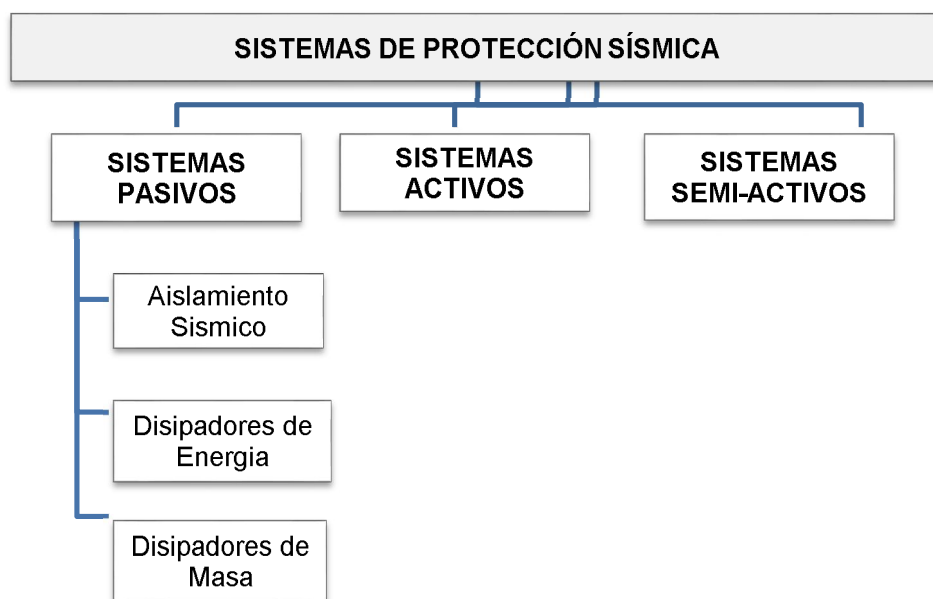 SISTEMAS DE PROTECCIÓN SÍSMICA
SISTEMAS
PASIVOS
SISTEMAS
ACTIVOS
SISTEMAS
SEMI-ACTIVOS
Aislamiento
Sismico
Disipadores de
Energia
Disipadores de
Masa